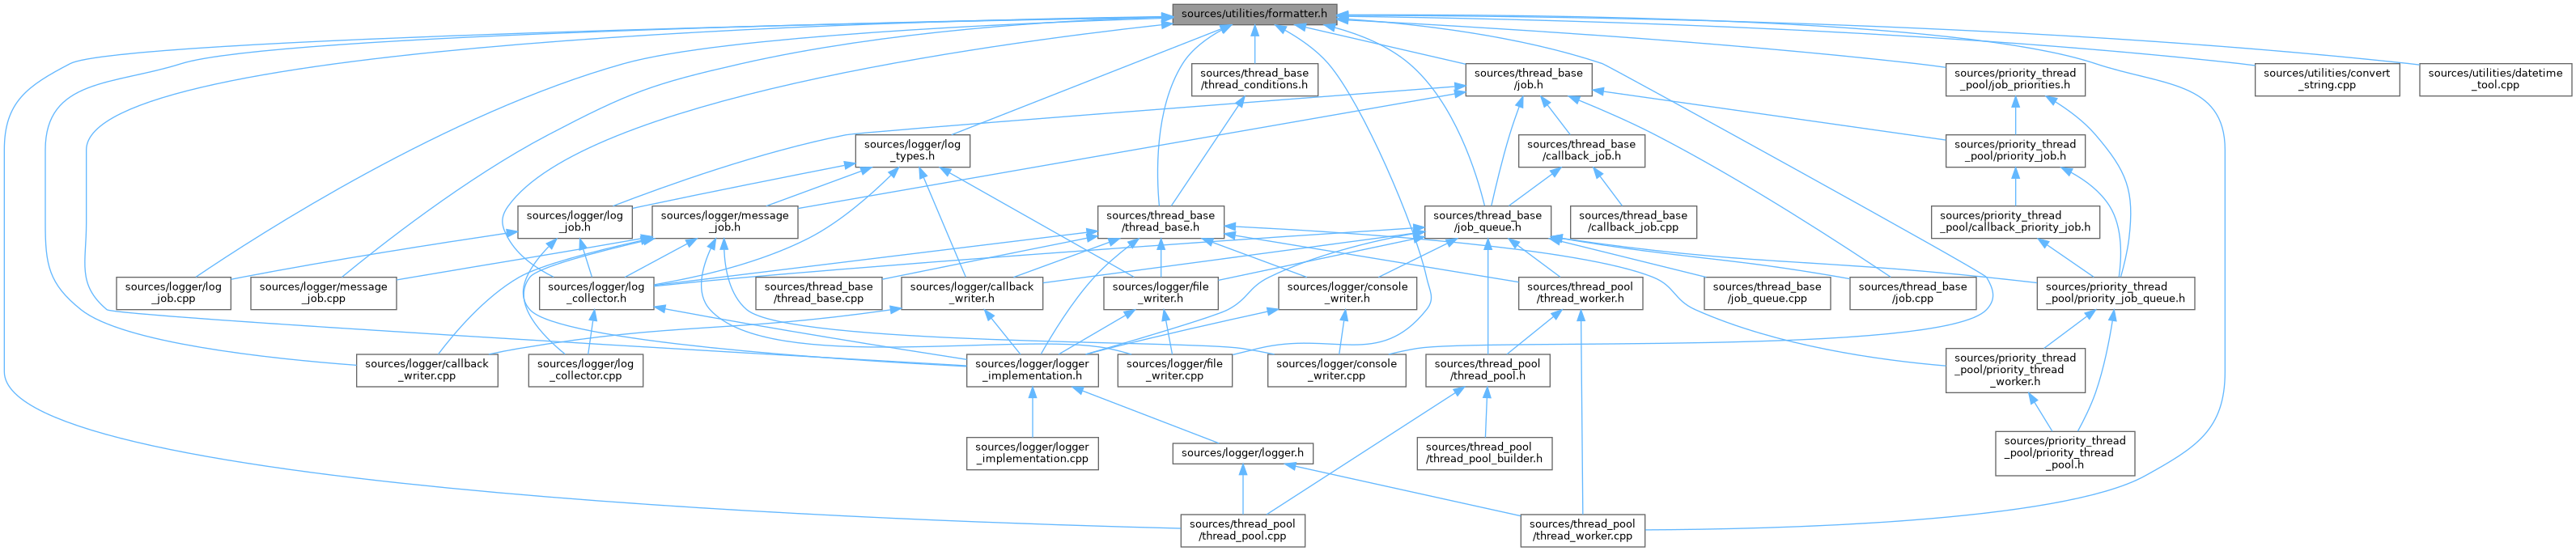 sources/utilities/formatter.h
sources/thread_base
/thread_conditions.h
sources/thread_base
/job.h
sources/priority_thread
_pool/job_priorities.h
sources/utilities/convert
_string.cpp
sources/utilities/datetime
_tool.cpp
sources/logger/log
_types.h
sources/thread_base
/callback_job.h
sources/priority_thread
_pool/priority_job.h
sources/logger/log
_job.h
sources/logger/message
_job.h
sources/thread_base
/thread_base.h
sources/thread_base
/job_queue.h
sources/thread_base
/callback_job.cpp
sources/priority_thread
_pool/callback_priority_job.h
sources/logger/log
_job.cpp
sources/logger/message
_job.cpp
sources/logger/log
_collector.h
sources/thread_base
/thread_base.cpp
sources/logger/callback
_writer.h
sources/logger/file
_writer.h
sources/logger/console
_writer.h
sources/thread_pool
/thread_worker.h
sources/thread_base
/job_queue.cpp
sources/thread_base
/job.cpp
sources/priority_thread
_pool/priority_job_queue.h
sources/logger/callback
_writer.cpp
sources/logger/log
_collector.cpp
sources/logger/logger
_implementation.h
sources/logger/file
_writer.cpp
sources/logger/console
_writer.cpp
sources/thread_pool
/thread_pool.h
sources/priority_thread
_pool/priority_thread
_worker.h
sources/logger/logger
_implementation.cpp
sources/logger/logger.h
sources/thread_pool
/thread_pool_builder.h
sources/priority_thread
_pool/priority_thread
_pool.h
sources/thread_pool
/thread_pool.cpp
sources/thread_pool
/thread_worker.cpp